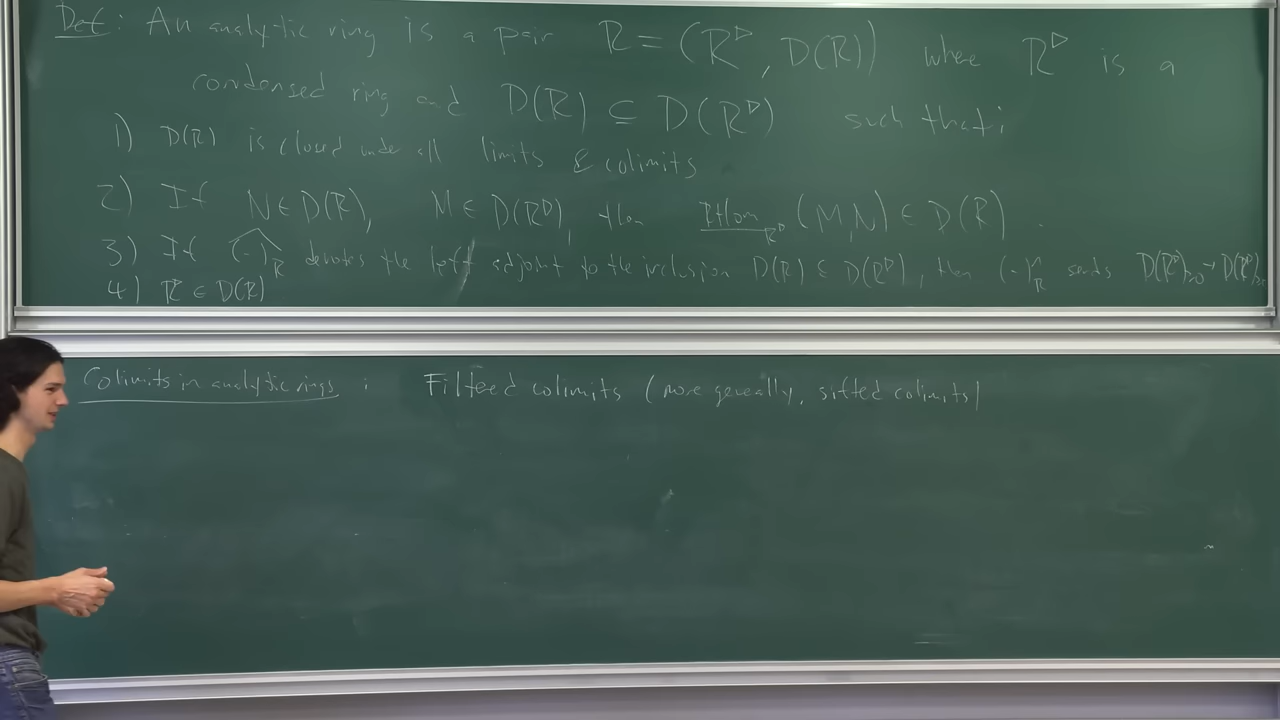 Def : An analytic ring is a pair R = (R^▷, D(R)) where R^▷ is a
condensed ring and D(R) ⊆ D(R^▷) such that :
1) D(R) is closed under all limits & colimits
2) If N ∈ D(R), M ∈ D(R^▷), then RHom_{R^▷} (M,N) ∈ D(R) .
3) If (-)^_R denotes the left adjoint to the inclusion D(R) ⊆ D(R^▷), then (-)^_R sends D(R^▷)_{≥0} → D(R^▷)_{≥0}
4) R^▷ ∈ D(R)
Colimits in analytic rings : Filtered colimits (more generally, sifted colimits)